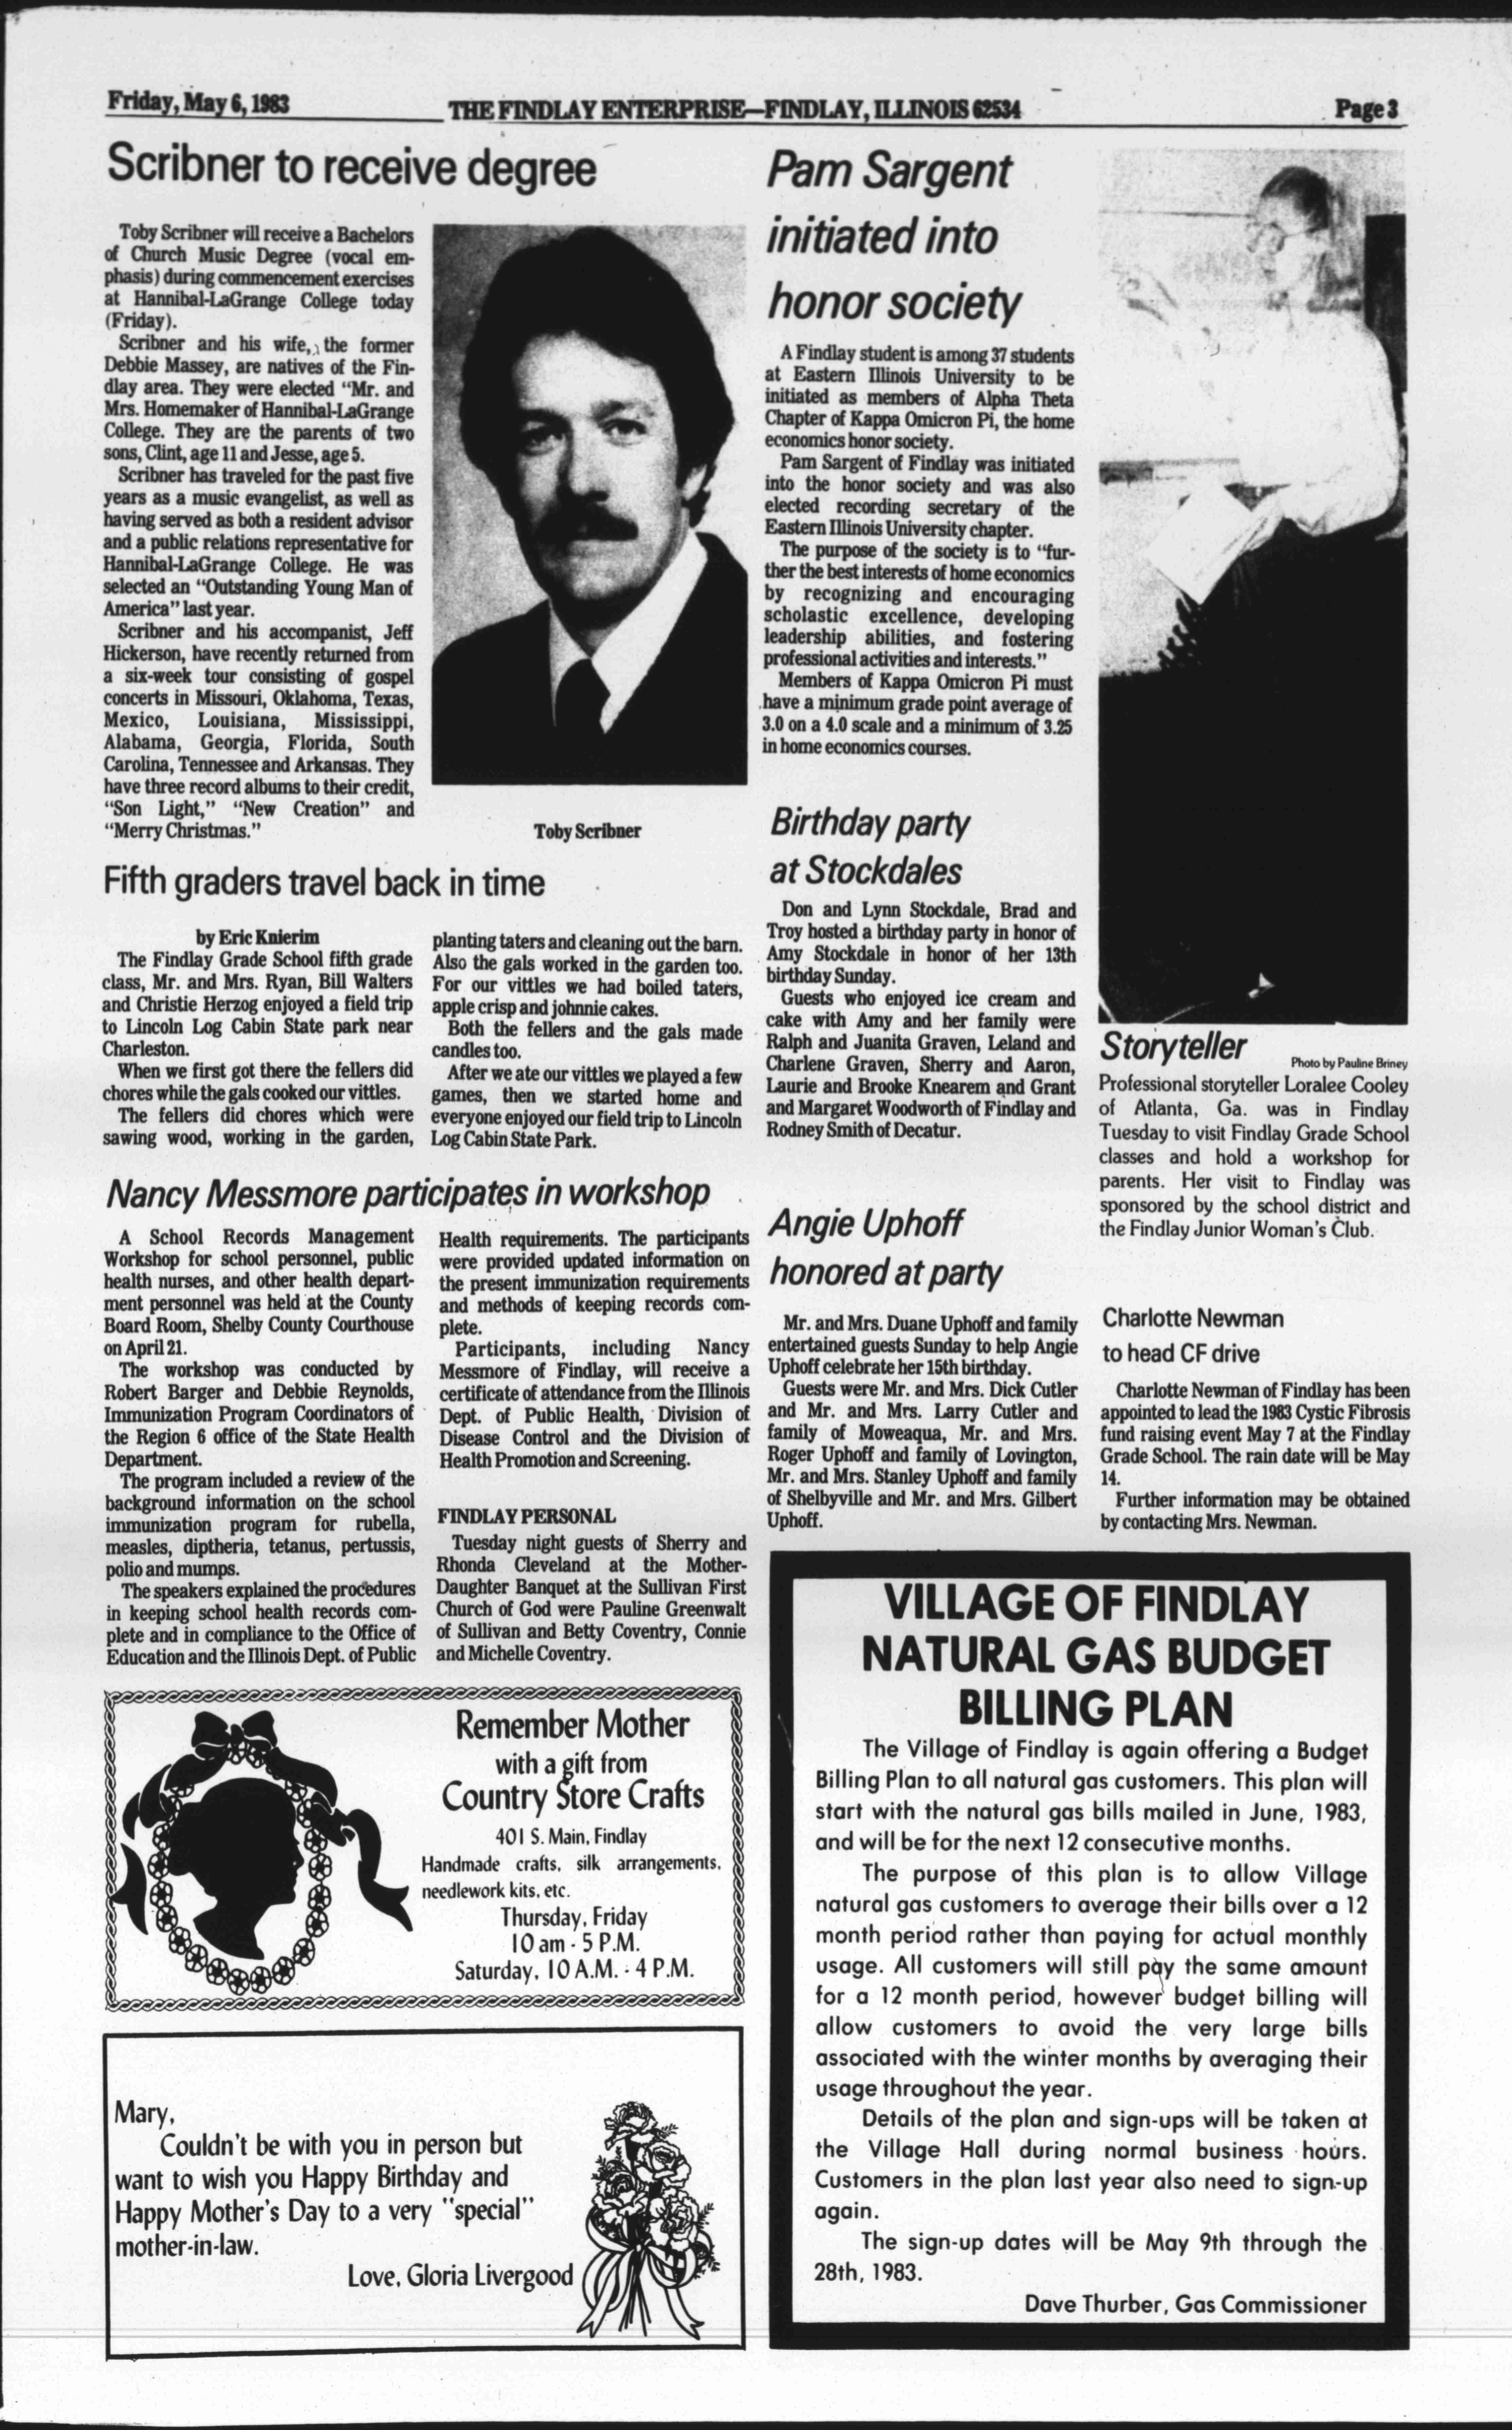 Friday, May 6, 1983
THE FINDLAY ENTERPRISE—FINDLAY, ILLINOIS 62534
Page 3
Scribner to receive degree
Toby Scribner will receive a Bachelors
of Church Music Degree (vocal em-
phasis) during commencement exercises
at Hannibal-LaGrange College today
(Friday).
Scribner and his wife, the former
Debbie Massey, are natives of the Fin-
dlay area. They were elected "Mr. and
Mrs. Homemaker of Hannibal-LaGrange
College. They are the parents of two
sons, Clint, age 11 and Jesse, age 5.
Scribner has traveled for the past five
years as a music evangelist, as well as
having served as both a resident advisor
and a public relations representative for
Hannibal-LaGrange College. He was
selected an "Outstanding Young Man of
America" last year.
Scribner and his accompanist, Jeff
Hickerson, have recently returned from
a six-week tour consisting of gospel
concerts in Missouri, Oklahoma, Texas,
Mexico, Louisiana, Mississippi,
Alabama, Georgia, Florida, South
Carolina, Tennessee and Arkansas. They
have three record albums to their credit,
"Son Light," "New Creation" and
"Merry Christmas."
Toby Scribner
Fifth graders travel back in time
by Eric Knierim
The Findlay Grade School fifth grade
class, Mr. and Mrs. Ryan, Bill Walters
and Christie Herzog enjoyed a field trip
to Lincoln Log Cabin State park near
Charleston.
When we first got there the fellers did
chores while the gals cooked our vittles.
The fellers did chores which were
sawing wood, working in the garden,
planting taters and cleaning out the barn.
Also the gals worked in the garden too.
For our vittles we had boiled taters,
apple crisp and johnnie cakes.
Both the fellers and the gals made
candles too.
After we ate our vittles we played a few
games, then we started home and
everyone enjoyed our field trip to Lincoln
Log Cabin State Park.
Nancy Messmore participates in workshop
A School Records Management
Workshop for school personnel, public
health nurses, and other health depart-
ment personnel was held at the County
Board Room, Shelby County Courthouse
on April 21.
The workshop was conducted by
Robert Barger and Debbie Reynolds,
Immunization Program Coordinators of
the Region 6 office of the State Health
Department.
The program included a review of the
background information on the school
immunization program for rubella,
measles, diptheria, tetanus, pertussis,
polio and mumps.
The speakers explained the procedures
in keeping school health records com-
plete and in compliance to the Office of
Education and the Illinois Dept. of Public
Health requirements. The participants
were provided updated information on
the present immunization requirements
and methods of keeping records com-
plete.
Participants, including Nancy
Messmore of Findlay, will receive a
certificate of attendance from the Illinois
Dept. of Public Health, Division of
Disease Control and the Division of
Health Promotion and Screening.
FINDLAY PERSONAL
Tuesday night guests of Sherry and
Rhonda Cleveland at the Mother-
Daughter Banquet at the Sullivan First
Church of God were Pauline Greenwalt
of Sullivan and Betty Coventry, Connie
and Michelle Coventry.
Remember Mother
with a gift from
Country Store Crafts
401 S. Main, Findlay
Handmade crafts, silk arrangements,
needlework kits, etc.
Thursday, Friday
10 am - 5 P.M.
Saturday, 10 A.M. - 4 P.M.
Mary,
Couldn't be with you in person but
want to wish you Happy Birthday and
Happy Mother's Day to a very "special"
mother-in-law.
Love, Gloria Livergood
Pam Sargent
initiated into
honor society
A Findlay student is among 37 students
at Eastern Illinois University to be
initiated as members of Alpha Theta
Chapter of Kappa Omicron Pi, the home
economics honor society.
Pam Sargent of Findlay was initiated
into the honor society and was also
elected recording secretary of the
Eastern Illinois University chapter.
The purpose of the society is to "fur-
ther the best interests of home economics
by recognizing and encouraging
scholastic excellence, developing
leadership abilities, and fostering
professional activities and interests."
Members of Kappa Omicron Pi must
have a minimum grade point average of
3.0 on a 4.0 scale and a minimum of 3.25
in home economics courses.
Birthday party
at Stockdales
Don and Lynn Stockdale, Brad and
Troy hosted a birthday party in honor of
Amy Stockdale in honor of her 13th
birthday Sunday.
Guests who enjoyed ice cream and
cake with Amy and her family were
Ralph and Juanita Graven, Leland and
Charlene Graven, Sherry and Aaron,
Laurie and Brooke Knearem and Grant
and Margaret Woodworth of Findlay and
Rodney Smith of Decatur.
Angie Uphoff
honored at party
Mr. and Mrs. Duane Uphoff and family
entertained guests Sunday to help Angie
Uphoff celebrate her 15th birthday.
Guests were Mr. and Mrs. Dick Cutler
and Mr. and Mrs. Larry Cutler and
family of Moweaqua, Mr. and Mrs.
Roger Uphoff and family of Lovington,
Mr. and Mrs. Stanley Uphoff and family
of Shelbyville and Mr. and Mrs. Gilbert
Uphoff.
Storyteller
Photo by Pauline Briney
Professional storyteller Loralee Cooley
of Atlanta, Ga. was in Findlay
Tuesday to visit Findlay Grade School
classes and hold a workshop for
parents. Her visit to Findlay was
sponsored by the school district and
the Findlay Junior Woman's Club.
Charlotte Newman
to head CF drive
Charlotte Newman of Findlay has been
appointed to lead the 1983 Cystic Fibrosis
fund raising event May 7 at the Findlay
Grade School. The rain date will be May
14.
Further information may be obtained
by contacting Mrs. Newman.
VILLAGE OF FINDLAY
NATURAL GAS BUDGET
BILLING PLAN
The Village of Findlay is again offering a Budget
Billing Plan to all natural gas customers. This plan will
start with the natural gas bills mailed in June, 1983,
and will be for the next 12 consecutive months.
The purpose of this plan is to allow Village
natural gas customers to average their bills over a 12
month period rather than paying for actual monthly
usage. All customers will still pay the same amount
for a 12 month period, however budget billing will
allow customers to avoid the very large bills
associated with the winter months by averaging their
usage throughout the year.
Details of the plan and sign-ups will be taken at
the Village Hall during normal business hours.
Customers in the plan last year also need to sign-up
again.
The sign-up dates will be May 9th through the
28th, 1983.
Dave Thurber, Gas Commissioner